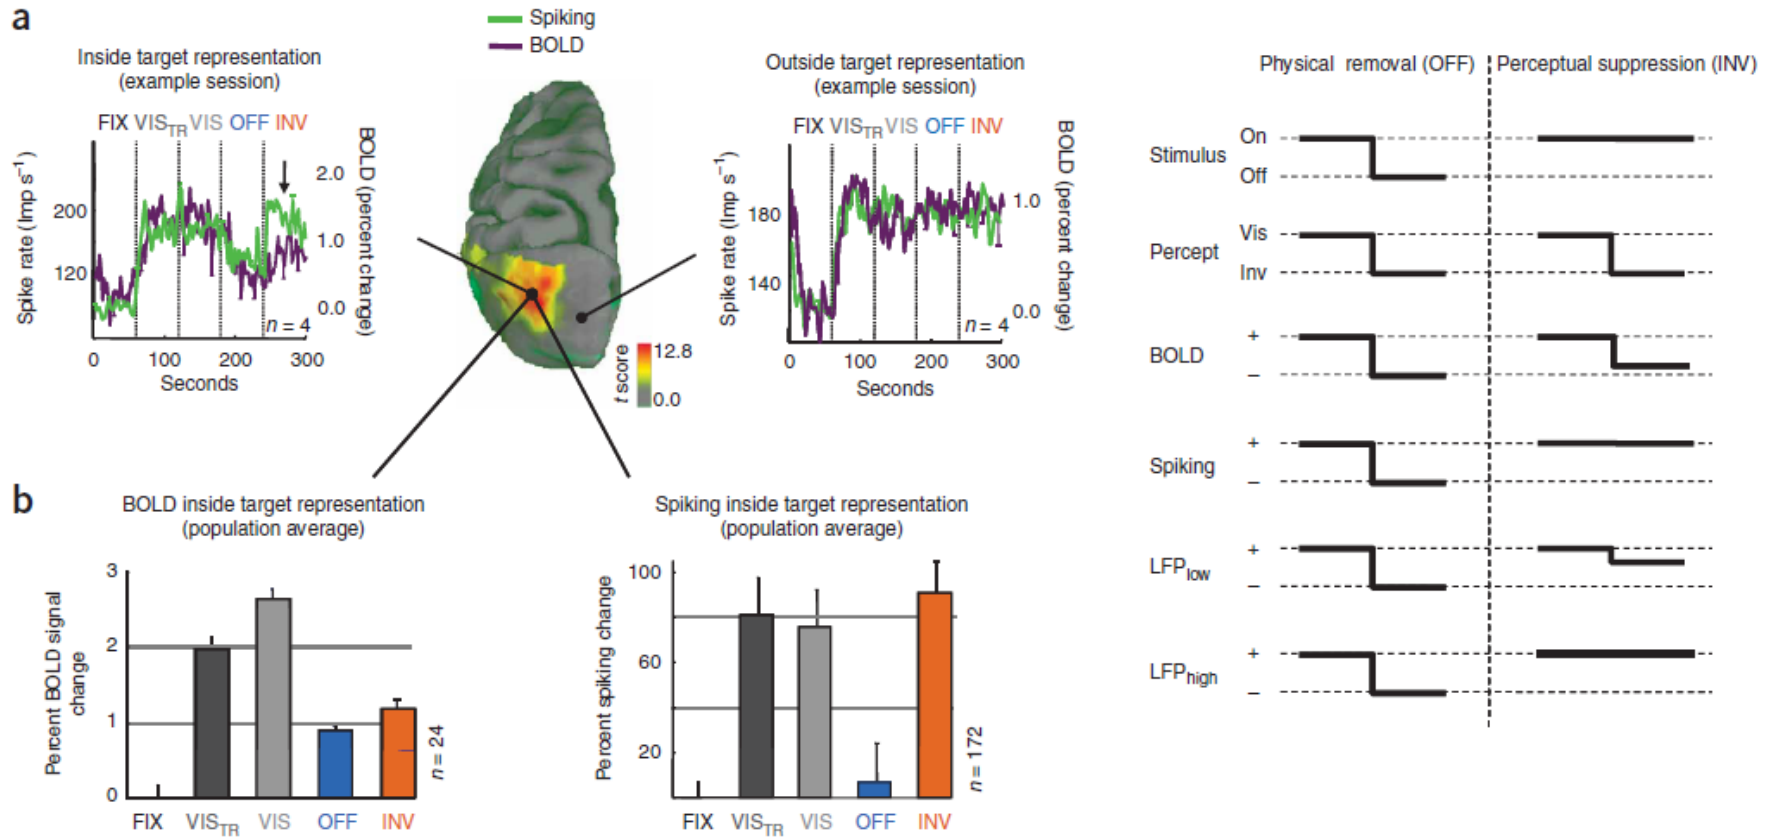 a
Spiking
BOLD
Inside target representation
(example session)
FIX VISTR VIS OFF INV
Spike rate (Imp s⁻¹)
200
120
BOLD (percent change)
2.0
1.0
0.0
n = 4
0 100 200 300
Seconds
t score
12.8
0.0
Outside target representation
(example session)
FIX VISTR VIS OFF INV
Spike rate (Imp s⁻¹)
180
140
BOLD (percent change)
1.0
0.0
n = 4
0 100 200 300
Seconds
b
BOLD inside target representation
(population average)
Percent BOLD signal
change
3
2
1
0
n = 24
FIX VISTR VIS OFF INV
Spiking inside target representation
(population average)
Percent spiking change
100
60
20
n = 172
FIX VISTR VIS OFF INV
Physical removal (OFF) Perceptual suppression (INV)
Stimulus
On
Off
Percept
Vis
Inv
BOLD
+
–
Spiking
+
–
LFPlow
+
–
LFPhigh
+
–